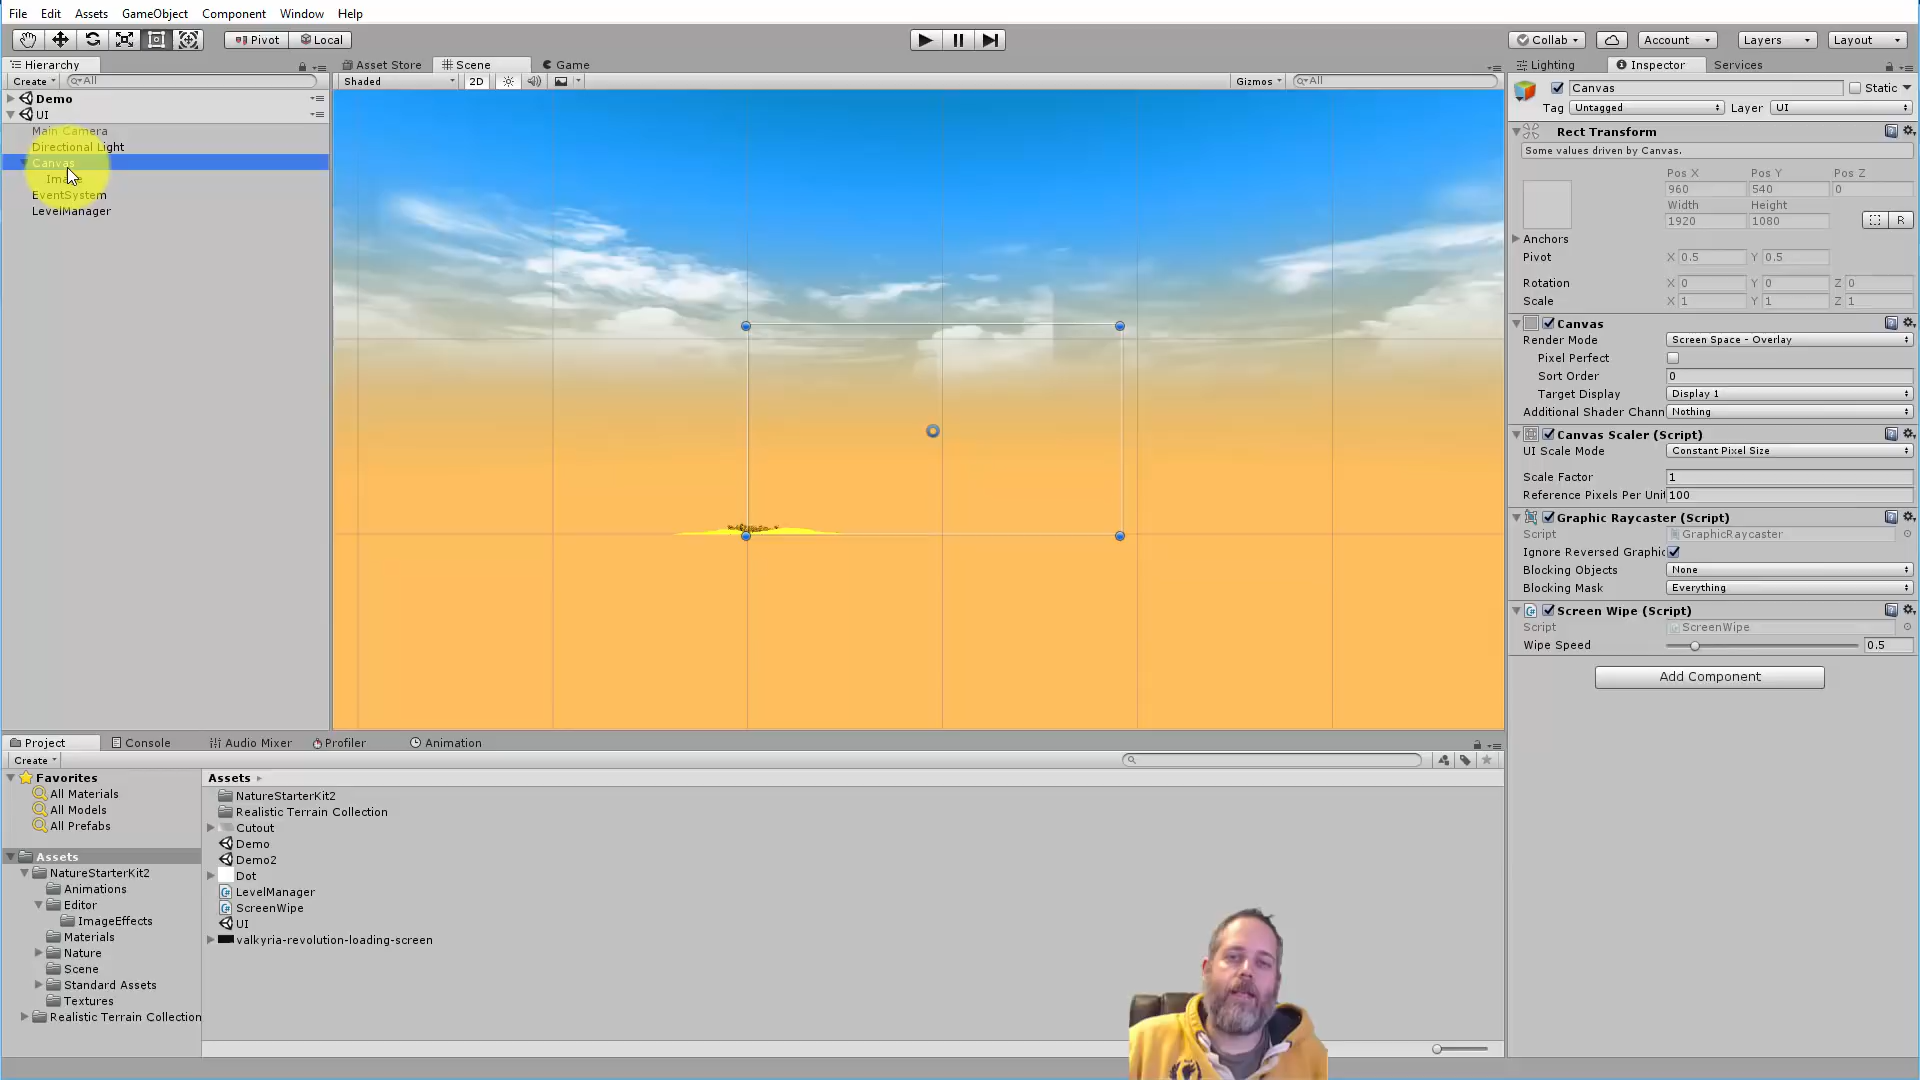 File Edit Assets GameObject Component Window Help
Pivot Local Collab Account Layers Layout
Hierarchy Asset Store Scene Game Lighting Inspector Services
Create All Shaded 2D Gizmos All
Canvas Static
Demo
Tag Untagged Layer UI
UI
Main Camera
Directional Light
Canvas
EventSystem
LevelManager
Rect Transform
Some values driven by Canvas.
Pos X Pos Y Pos Z
960 540 0
Width Height
1920 1080
R
Anchors
Pivot X 0.5 Y 0.5
Rotation X 0 Y 0 Z 0
Scale X 1 Y 1 Z 1
Canvas
Render Mode Screen Space - Overlay
Pixel Perfect
Sort Order 0
Target Display Display 1
Additional Shader Chann Nothing
Canvas Scaler (Script)
UI Scale Mode Constant Pixel Size
Scale Factor 1
Reference Pixels Per Unit 100
Graphic Raycaster (Script)
Script GraphicRaycaster
Ignore Reversed Graphic
Blocking Objects None
Blocking Mask Everything
Screen Wipe (Script)
Script ScreenWipe
Wipe Speed 0.5
Add Component
Project Console Audio Mixer Profiler Animation
Create
Favorites
All Materials
All Models
All Prefabs
Assets
NatureStarterKit2
Animations
Editor
ImageEffects
Materials
Nature
Scene
Standard Assets
Textures
Realistic Terrain Collection
Assets
NatureStarterKit2
Realistic Terrain Collection
Cutout
Demo
Demo2
Dot
LevelManager
ScreenWipe
UI
valkyria-revolution-loading-screen